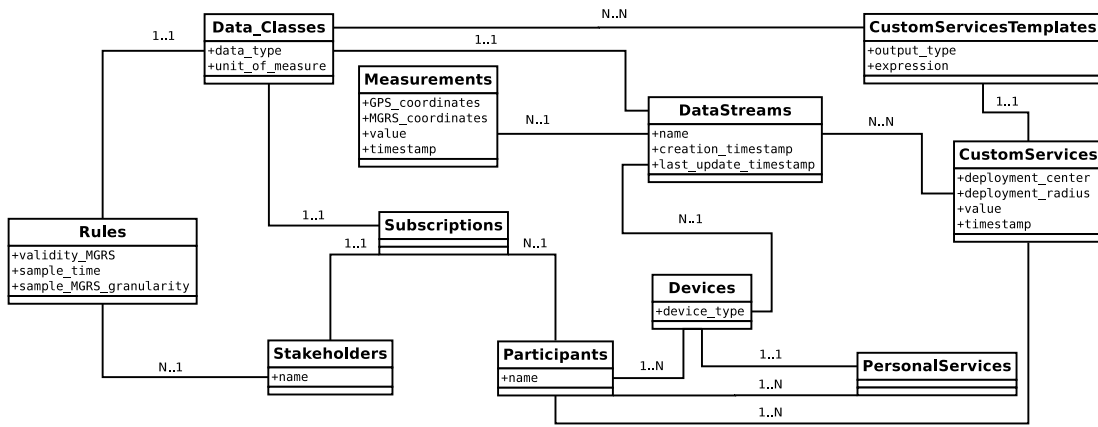 Data_Classes
+data_type
+unit_of_measure
N..N
CustomServicesTemplates
+output_type
+expression
1..1
1..1
Measurements
+GPS_coordinates
+MGRS_coordinates
+value
+timestamp
N..1
DataStreams
+name
+creation_timestamp
+last_update_timestamp
N..N
1..1
CustomServices
+deployment_center
+deployment_radius
+value
+timestamp
Rules
+validity_MGRS
+sample_time
+sample_MGRS_granularity
1..1
Subscriptions
1..1
N..1
N..1
Devices
+device_type
Stakeholders
+name
N..1
Participants
+name
1..N
1..1
PersonalServices
1..N
1..N